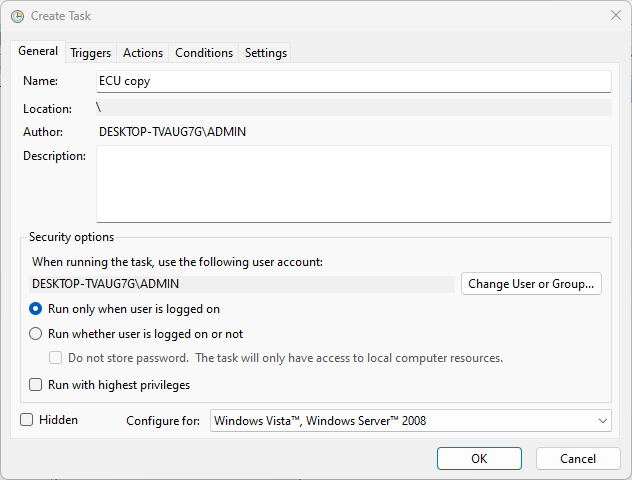 Create Task
General Triggers Actions Conditions Settings
Name: ECU copy
Location: \
Author: DESKTOP-TVAUG7G\ADMIN
Description:
Security options
When running the task, use the following user account:
DESKTOP-TVAUG7G\ADMIN Change User or Group...
Run only when user is logged on
Run whether user is logged on or not
Do not store password. The task will only have access to local computer resources.
Run with highest privileges
Hidden Configure for: Windows Vista™, Windows Server™ 2008
OK Cancel